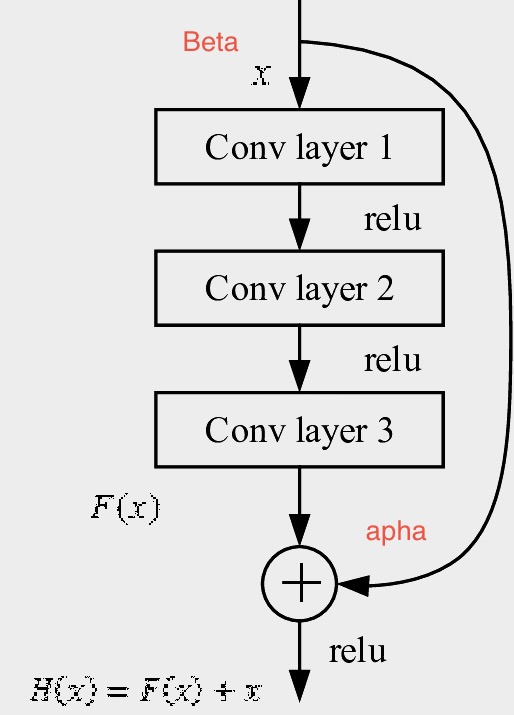 Beta
x
Conv layer 1
relu
Conv layer 2
relu
Conv layer 3
F(x)
apha
+
relu
H(x) = F(x) + x